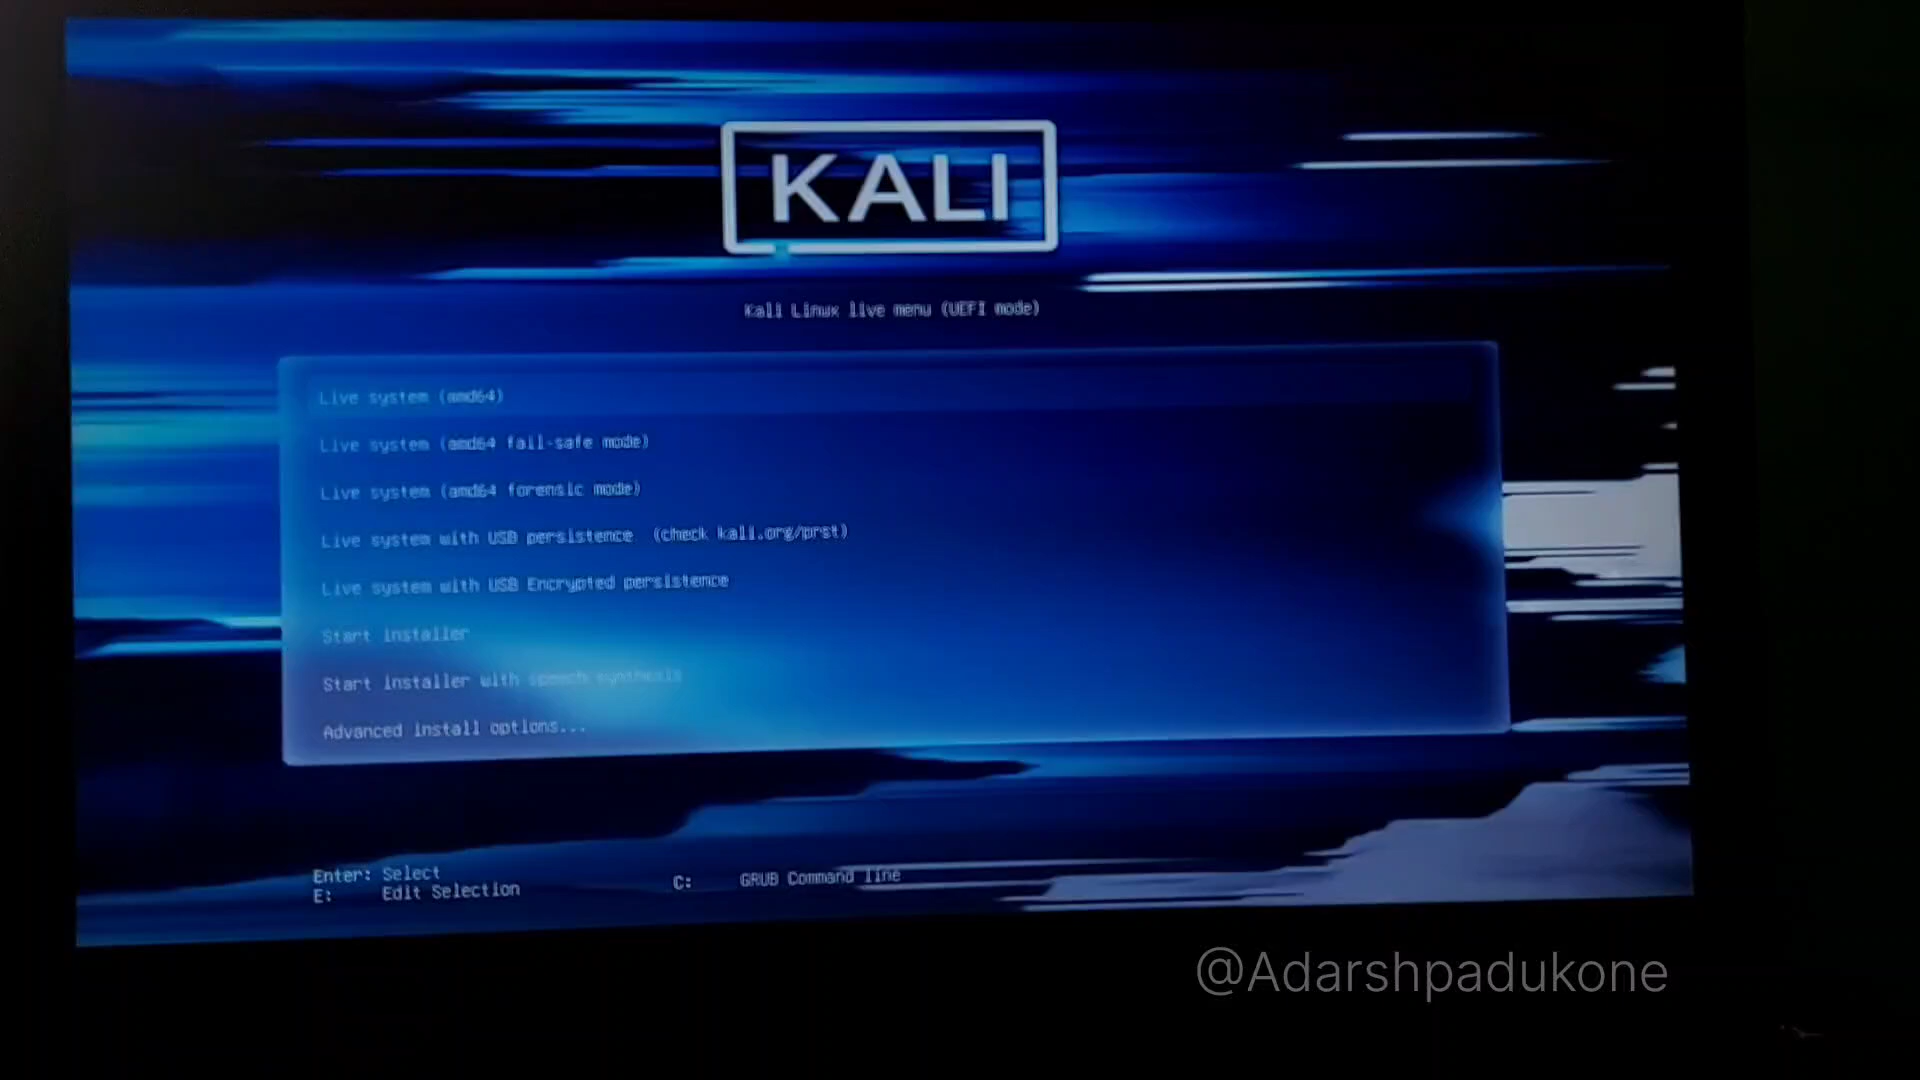 KALI
Kali Linux live menu (UEFI mode)
Live system (amd64)
Live system (amd64 fail-safe mode)
Live system (amd64 forensic mode)
Live system with USB persistence  (check kali.org/prst)
Live system with USB Encrypted persistence
Start installer
Start installer with speech synthesis
Advanced install options...
Enter: Select
E: Edit Selection
C: GRUB Command line
@Adarshpadukone